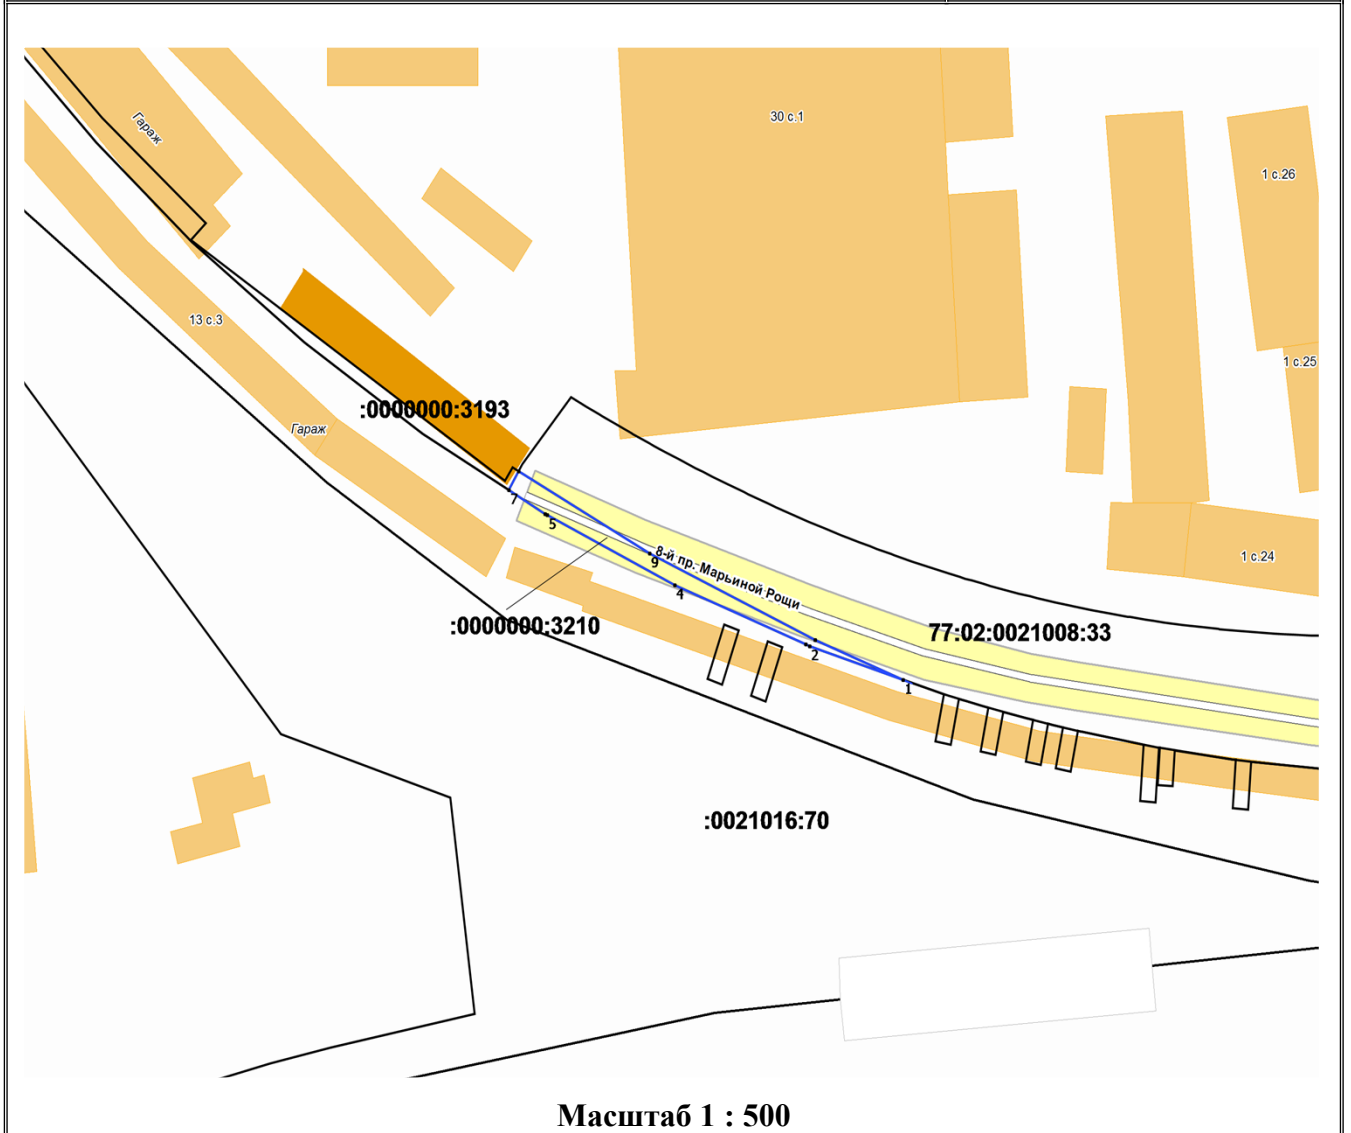 Гараж
30 с.1
1 с.26
13 с.3
1 с.25
:0000000:3193
Гараж
7
5
8-й пр. Марьиной Рощи
9
1 с.24
4
:0000000:3210
77:02:0021008:33
2
1
:0021016:70
Масштаб 1 : 500